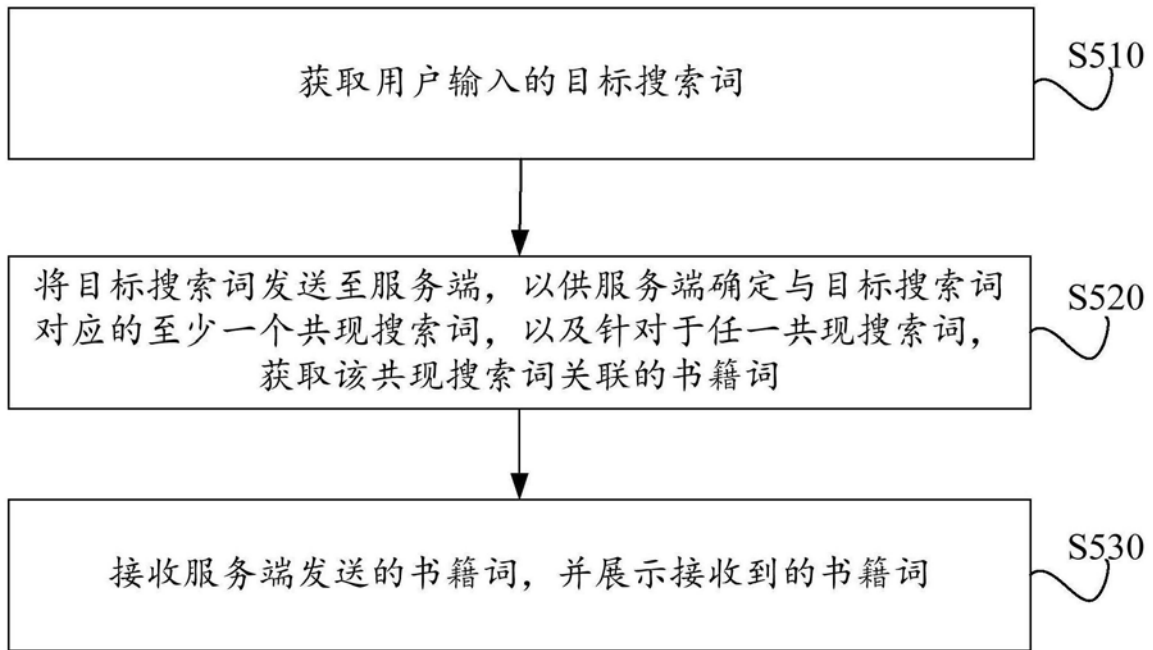 获取用户输入的目标搜索词
S510
将目标搜索词发送至服务端，以供服务端确定与目标搜索词
对应的至少一个共现搜索词，以及针对于任一共现搜索词，
获取该共现搜索词关联的书籍词
S520
接收服务端发送的书籍词，并展示接收到的书籍词
S530